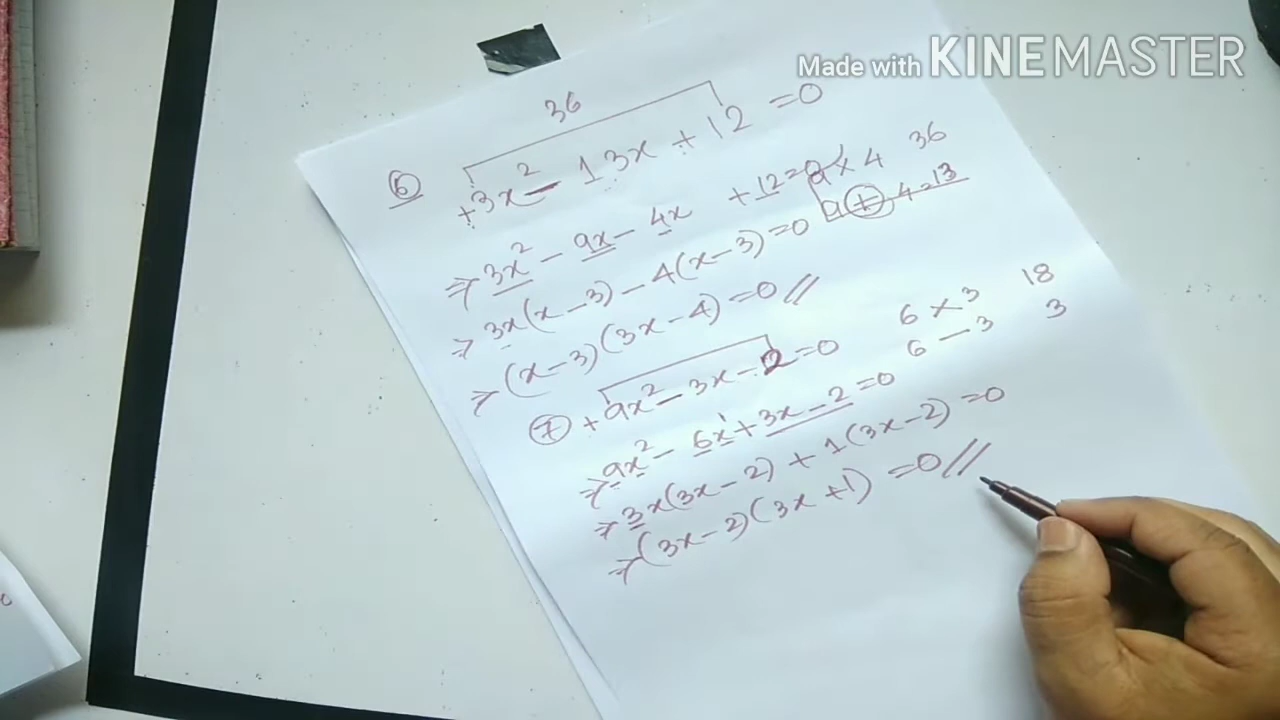 Made with KINEMASTER
36
⑥ +3x² - 13x + 12 = 0
⇒ 3x² - 9x - 4x + 12 = 0
9 × 4 36
9 + 4 = 13
⇒ 3x(x - 3) - 4(x - 3) = 0
⇒ (x - 3)(3x - 4) = 0 //
⑦ + 9x² - 3x - 2 = 0
6 × 3 18
6 - 3 3
⇒ 9x² - 6x + 3x - 2 = 0
⇒ 3x(3x - 2) + 1(3x - 2) = 0
⇒ (3x - 2)(3x + 1) = 0 //